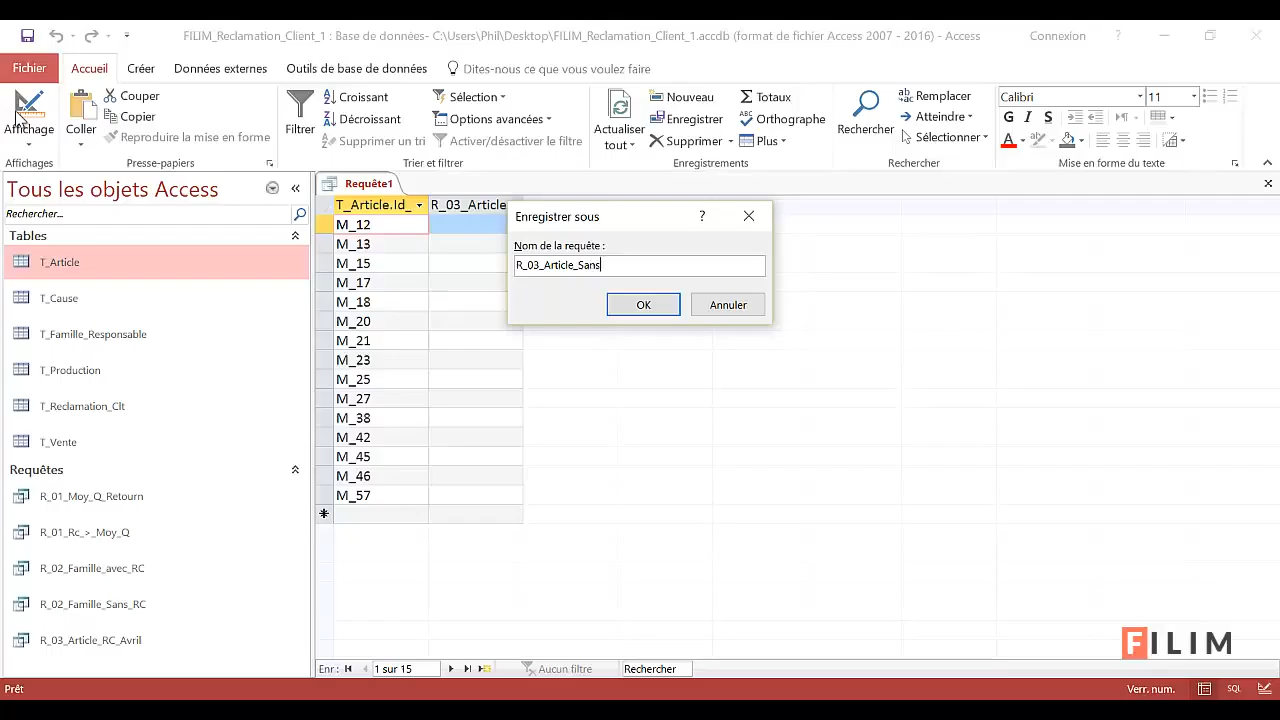 FILIM_Reclamation_Client_1 : Base de données- C:\Users\Phil\Desktop\FILIM_Reclamation_Client_1.accdb (format de fichier Access 2007 - 2016) - Access
Connexion
?
Fichier
Accueil
Créer
Données externes
Outils de base de données
Dites-nous ce que vous voulez faire
Affichage
Affichages
Coller
Couper
Copier
Reproduire la mise en forme
Presse-papiers
Filtrer
Croissant
Décroissant
Supprimer un tri
Sélection
Options avancées
Activer/désactiver le filtre
Trier et filtrer
Actualiser
tout
Nouveau
Enregistrer
Supprimer
Totaux
Orthographe
Plus
Enregistrements
Rechercher
Remplacer
Atteindre
Sélectionner
Rechercher
Calibri
11
G I S
A
Mise en forme du texte
Tous les objets Access
Rechercher...
Tables
T_Article
T_Cause
T_Famille_Responsable
T_Production
T_Reclamation_Clt
T_Vente
Requêtes
R_01_Moy_Q_Retourn
R_01_Rc_>_Moy_Q
R_02_Famille_avec_RC
R_02_Famille_Sans_RC
R_03_Article_RC_Avril
Requête1
T_Article.Id_
R_03_Article
M_12
M_13
M_15
M_17
M_18
M_20
M_21
M_23
M_25
M_27
M_38
M_42
M_45
M_46
M_57
Enregistrer sous
?
Nom de la requête :
R_03_Article_Sans
OK
Annuler
FILIM
Enr :
1 sur 15
Aucun filtre
Rechercher
Prêt
Verr. num.
SQL